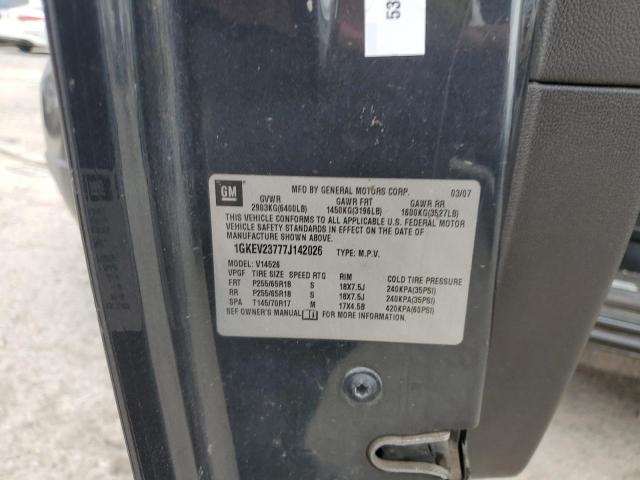 53
GM
MFD BY GENERAL MOTORS CORP. 03/07
GVWR GAWR FRT GAWR RR
2903KG(6400LB) 1450KG(3196LB) 1600KG(3527LB)
THIS VEHICLE CONFORMS TO ALL APPLICABLE U.S. FEDERAL MOTOR
VEHICLE SAFETY STANDARDS IN EFFECT ON THE DATE OF
MANUFACTURE SHOWN ABOVE.
1GKEV23777J142026 TYPE: M.P.V.
MODEL: V14526
VPGF TIRE SIZE SPEED RTG RIM COLD TIRE PRESSURE
FRT P255/65R18 S 18X7.5J 240KPA(35PSI)
RR P255/65R18 S 18X7.5J 240KPA(35PSI)
SPA T145/70R17 M 17X4.5B 420KPA(60PSI)
SEE OWNER'S MANUAL FOR MORE INFORMATION.